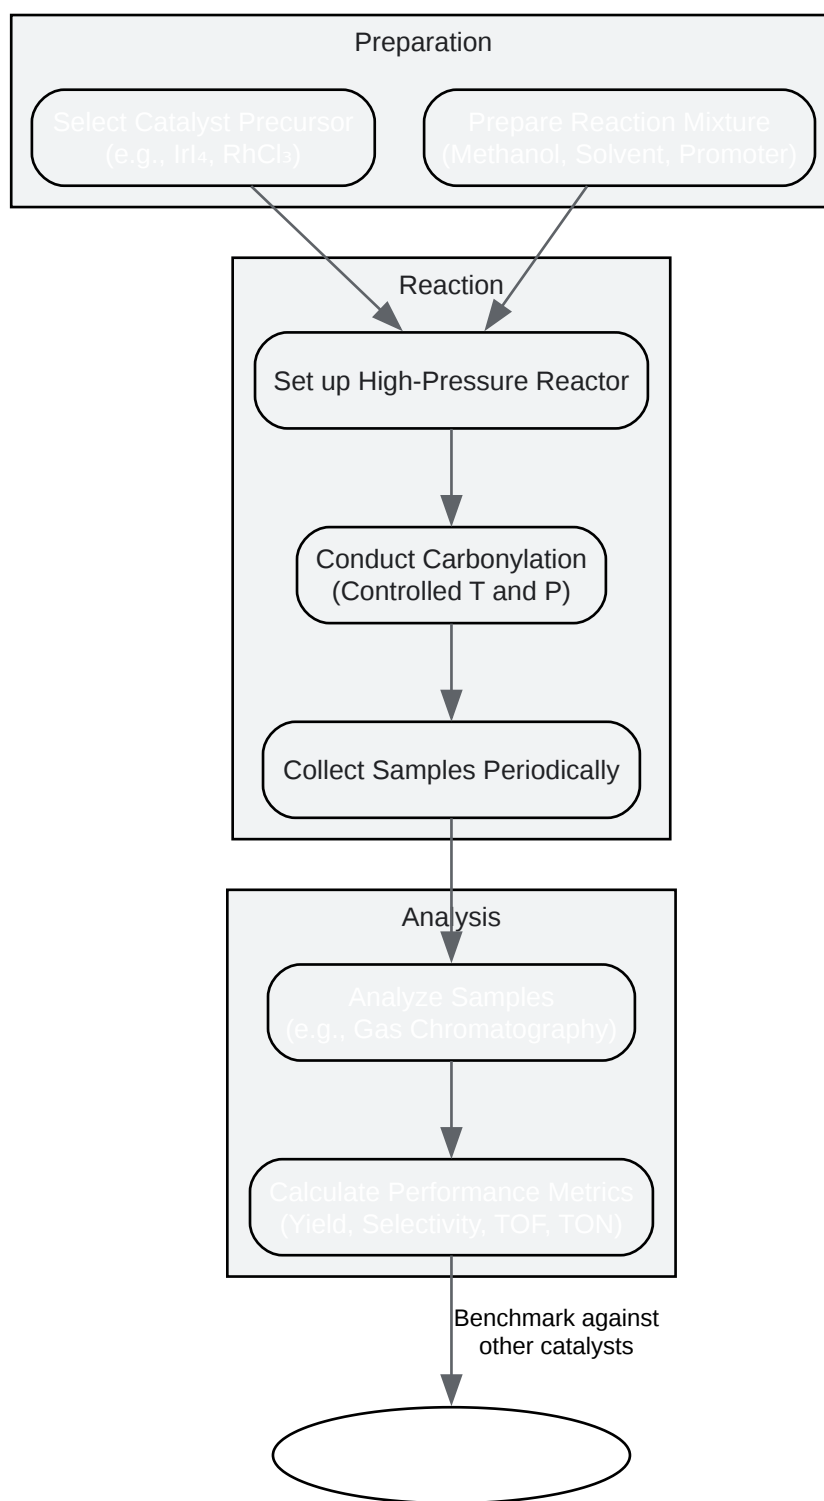 Preparation
Select Catalyst Precursor
(e.g., IrI₄, RhCl₃)
Prepare Reaction Mixture
(Methanol, Solvent, Promoter)
Reaction
Set up High-Pressure Reactor
Conduct Carbonylation
(Controlled T and P)
Collect Samples Periodically
Analysis
Analyze Samples
(e.g., Gas Chromatography)
Calculate Performance Metrics
(Yield, Selectivity, TOF, TON)
Benchmark against
other catalysts